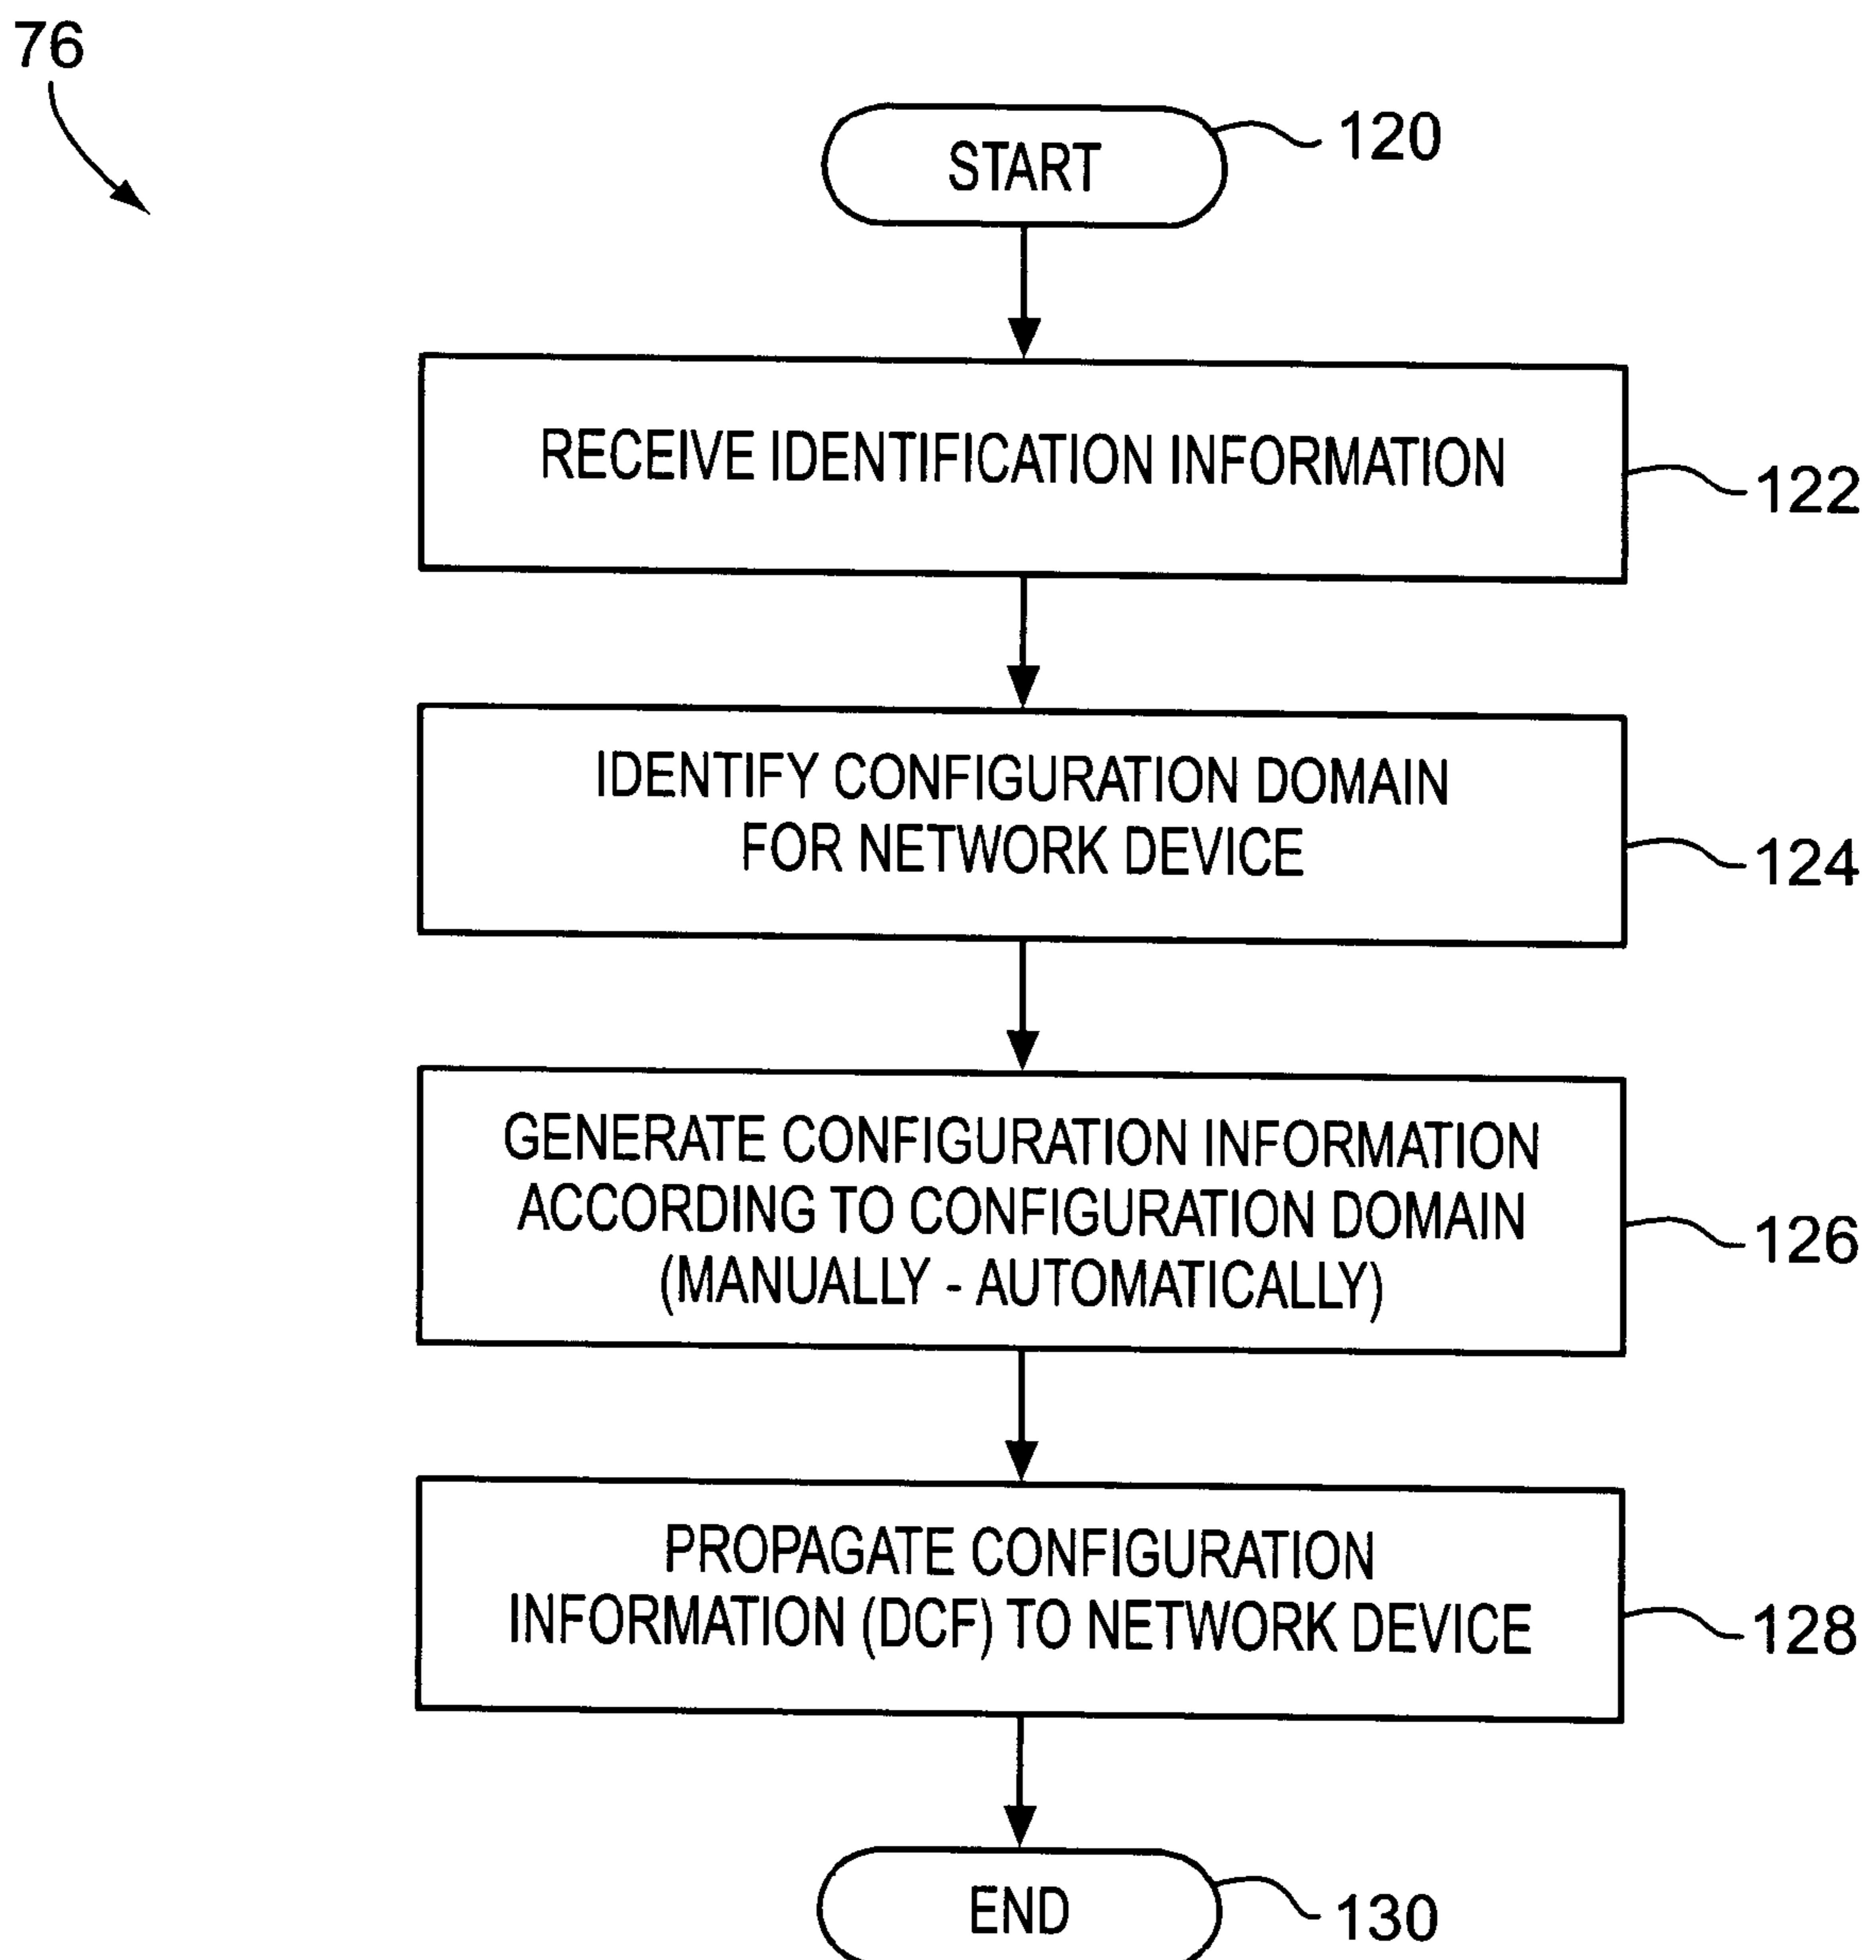 76
START
120
RECEIVE IDENTIFICATION INFORMATION
122
IDENTIFY CONFIGURATION DOMAIN
FOR NETWORK DEVICE
124
GENERATE CONFIGURATION INFORMATION
ACCORDING TO CONFIGURATION DOMAIN
(MANUALLY - AUTOMATICALLY)
126
PROPAGATE CONFIGURATION
INFORMATION (DCF) TO NETWORK DEVICE
128
END
130